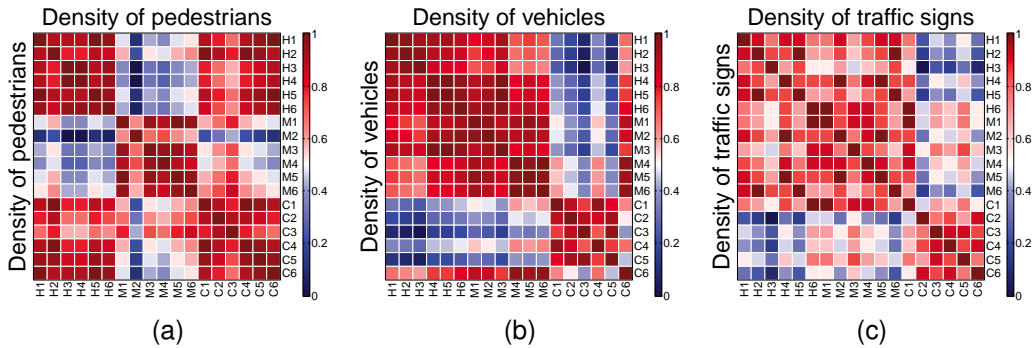 Density of pedestrians
Density of vehicles
Density of traffic signs
Density of pedestrians
H1
H2
H3
H4
H5
H6
M1
M2
M3
M4
M5
M6
C1
C2
C3
C4
C5
C6
H1 H2 H3 H4 H5 H6 M1 M2 M3 M4 M5 M6 C1 C2 C3 C4 C5 C6
1
0.8
0.6
0.4
0.2
0
(a)
Density of vehicles
H1
H2
H3
H4
H5
H6
M1
M2
M3
M4
M5
M6
C1
C2
C3
C4
C5
C6
H1 H2 H3 H4 H5 H6 M1 M2 M3 M4 M5 M6 C1 C2 C3 C4 C5 C6
1
0.8
0.6
0.4
0.2
0
(b)
Density of traffic signs
H1
H2
H3
H4
H5
H6
M1
M2
M3
M4
M5
M6
C1
C2
C3
C4
C5
C6
H1 H2 H3 H4 H5 H6 M1 M2 M3 M4 M5 M6 C1 C2 C3 C4 C5 C6
1
0.8
0.6
0.4
0.2
0
(c)